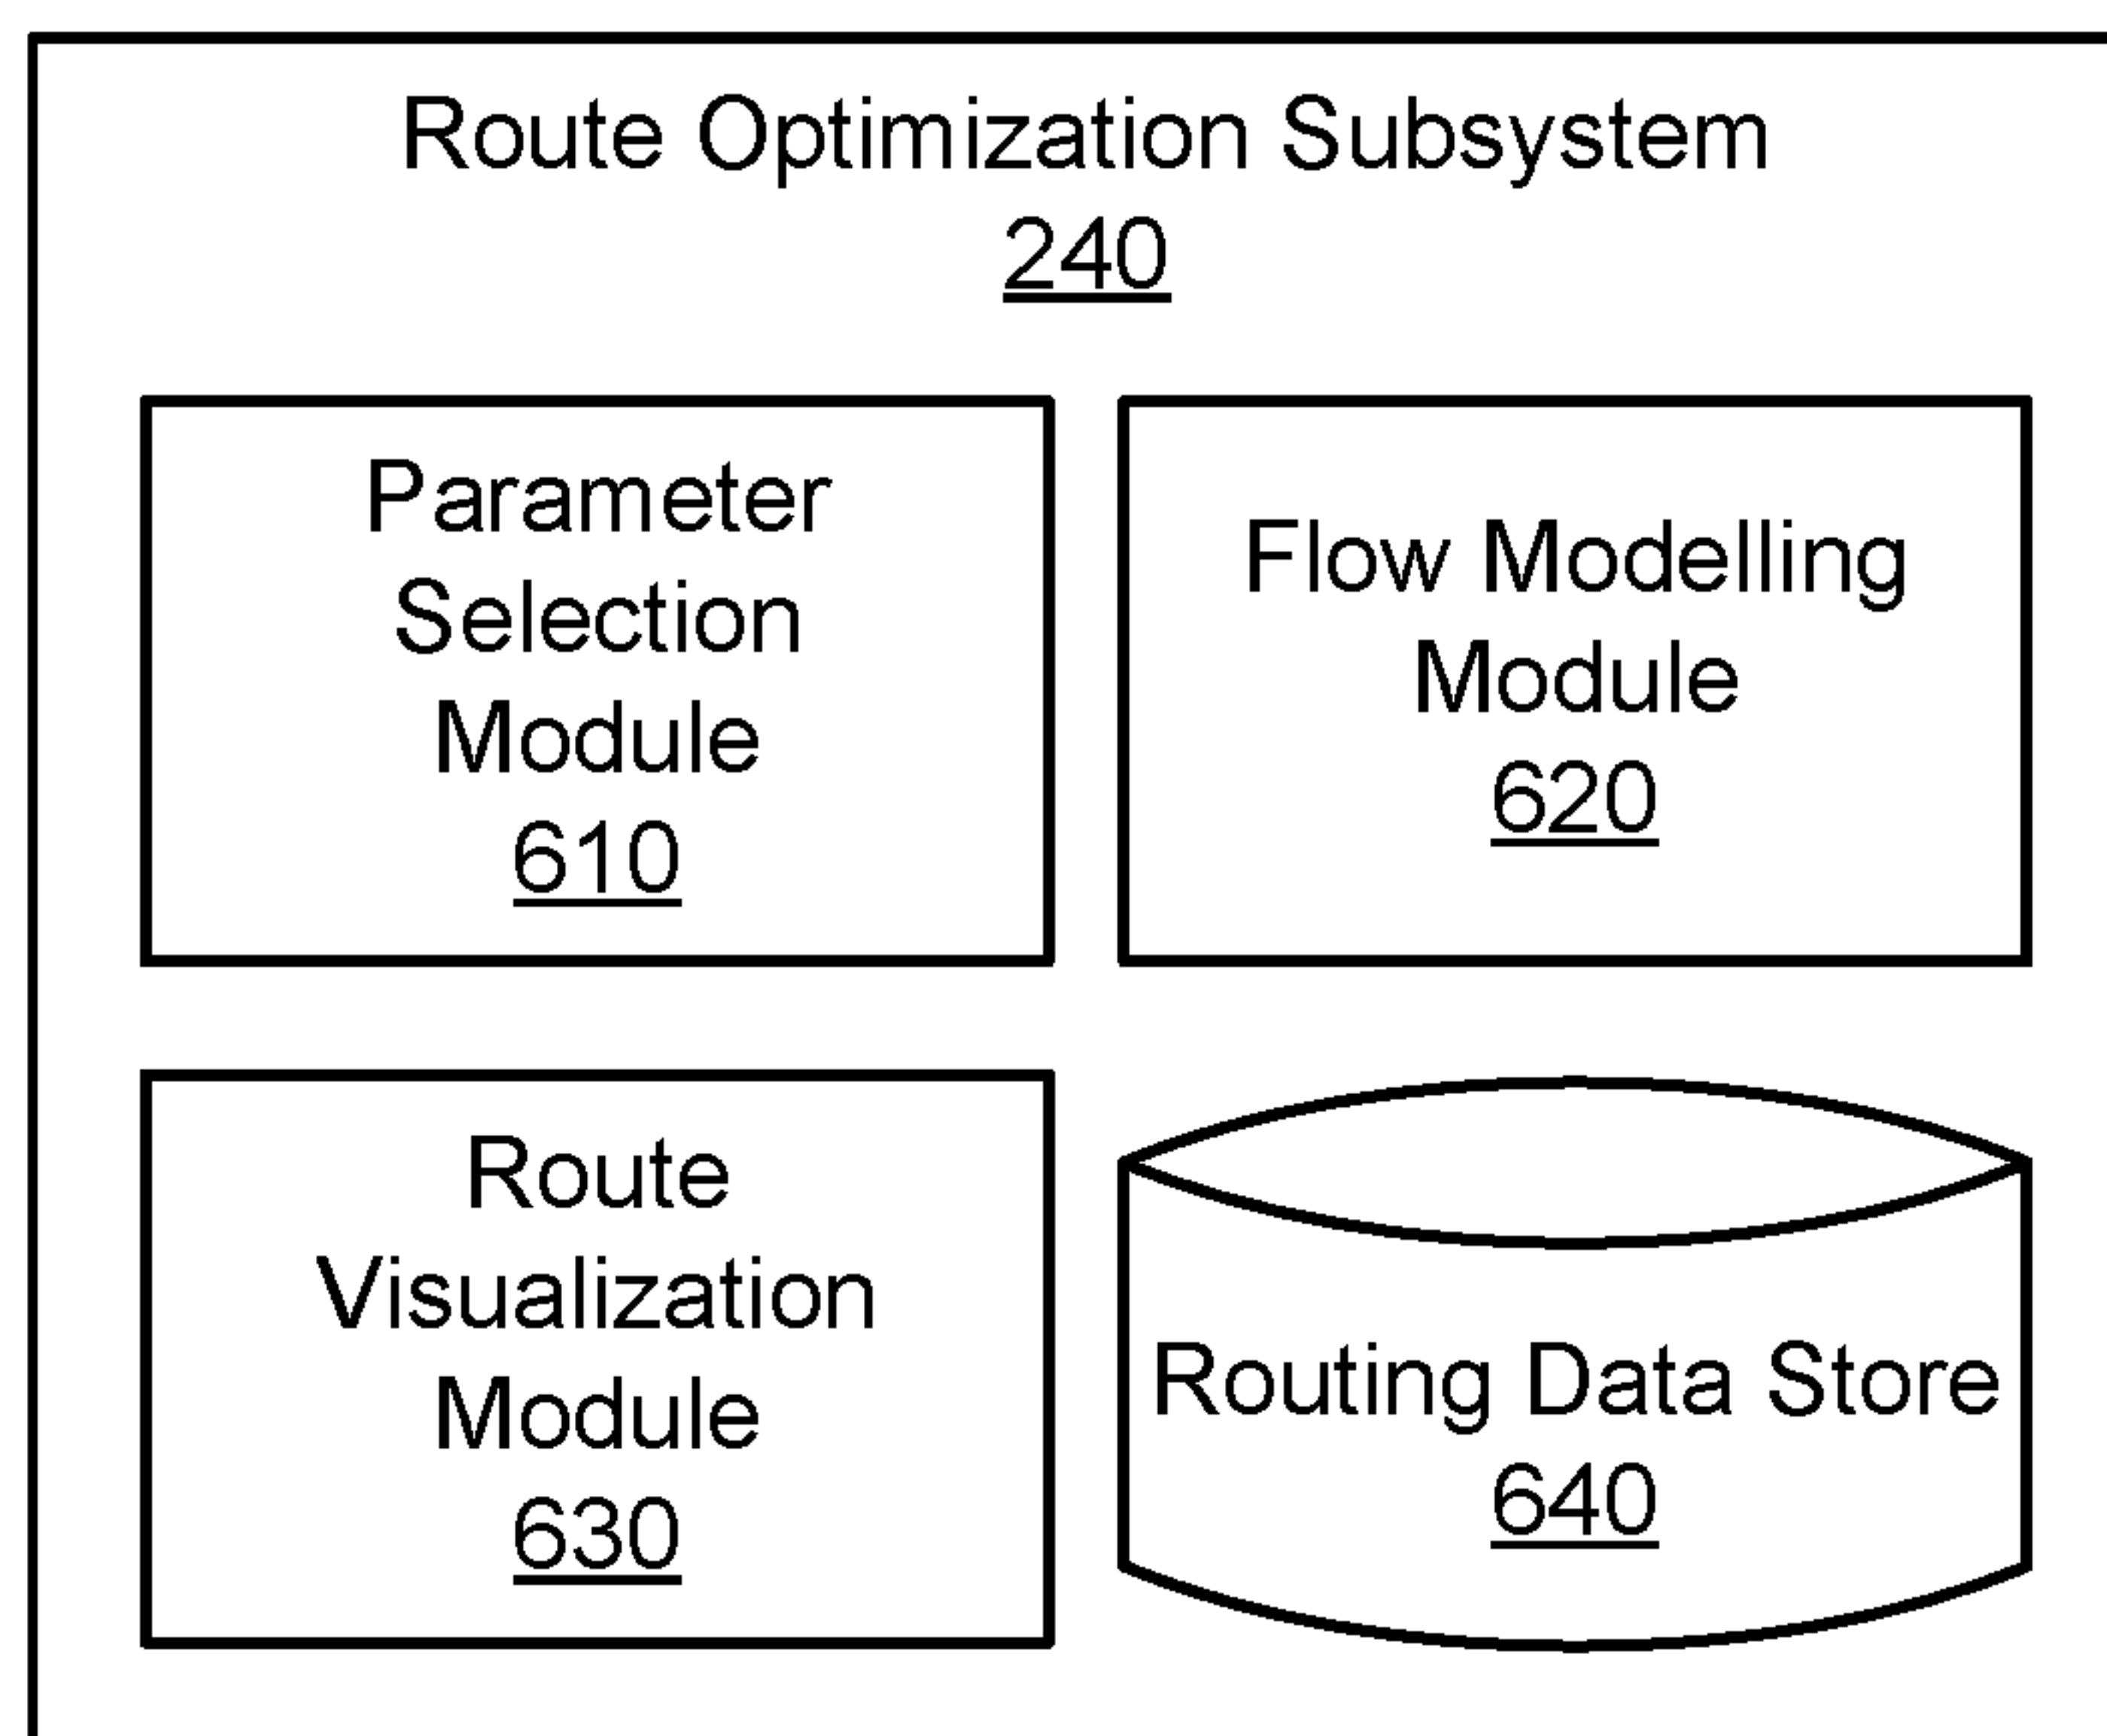 Route Optimization Subsystem
240
Parameter
Selection
Module
610
Flow Modelling
Module
620
Route
Visualization
Module
630
Routing Data Store
640